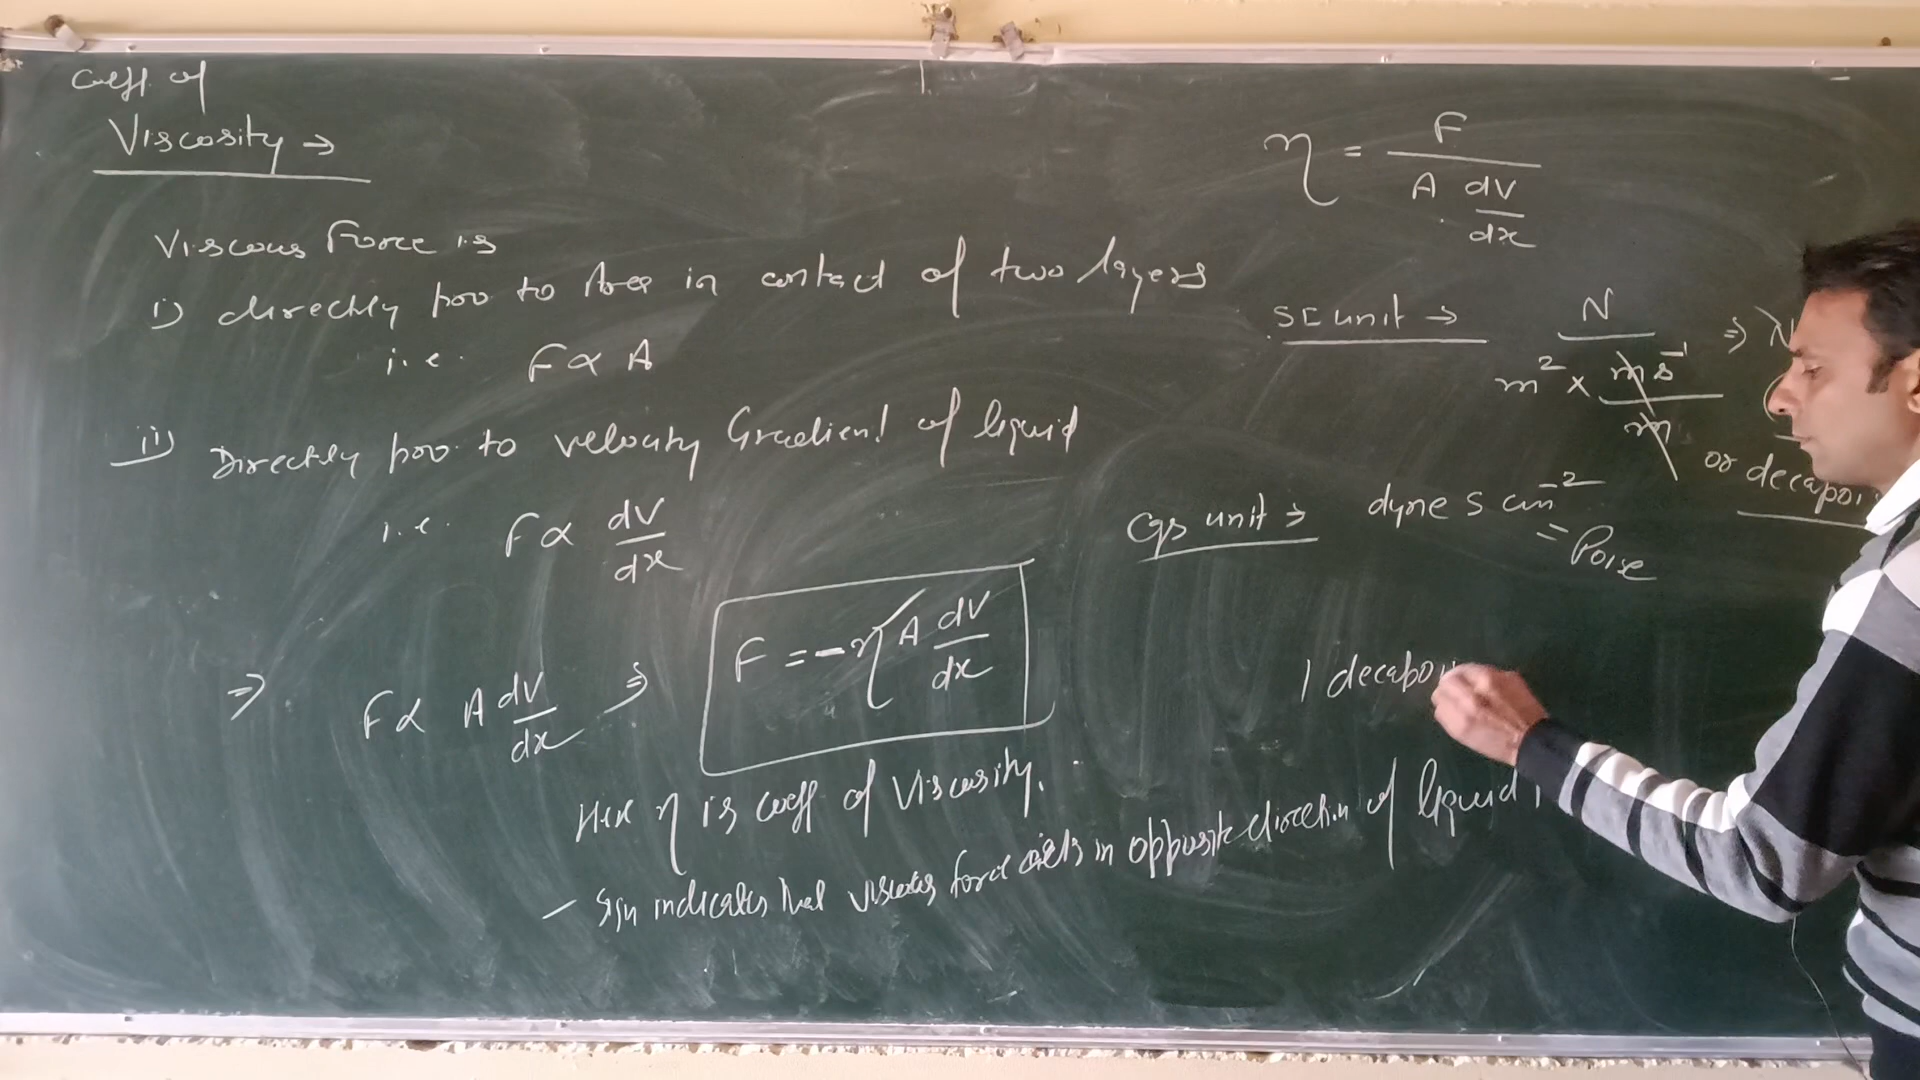 Coeff. of
Viscosity →
Viscous Force is
i) directly pro to Area in contact of two layers
i.e. F ∝ A
ii) Directly pro. to velocity Gradient of liquid
i.e. F ∝ dV/dx
⇒ F ∝ A dV/dx ⇒
F = -η A dV/dx
Here η is coeff of Viscosity.
- Sign indicates that viscous force acts in opposite direction of liquid
η = F / (A dV/dx)
SI unit → N / (m² × m s⁻¹ / m) ⇒ N
or decapoi
Cgs unit → dyne s cm⁻²
= Poise
1 decapoi